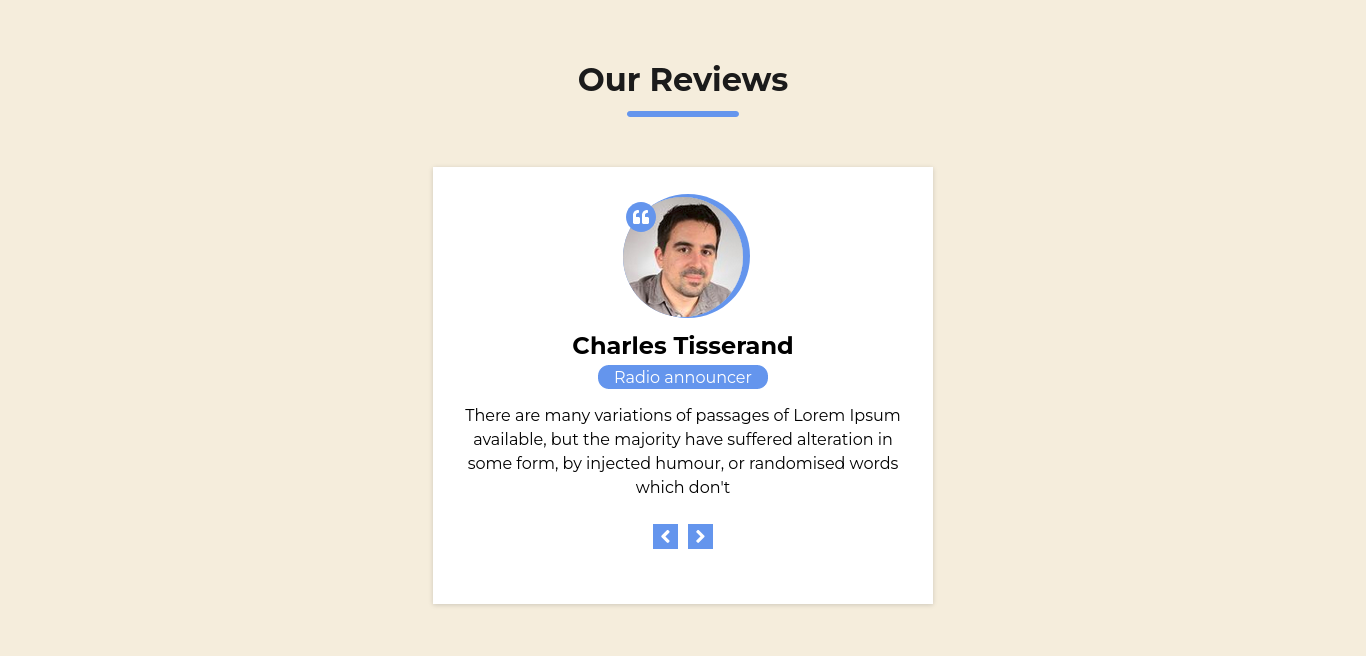 Our Reviews
Charles Tisserand
Radio announcer
There are many variations of passages of Lorem Ipsum
available, but the majority have suffered alteration in
some form, by injected humour, or randomised words
which don't